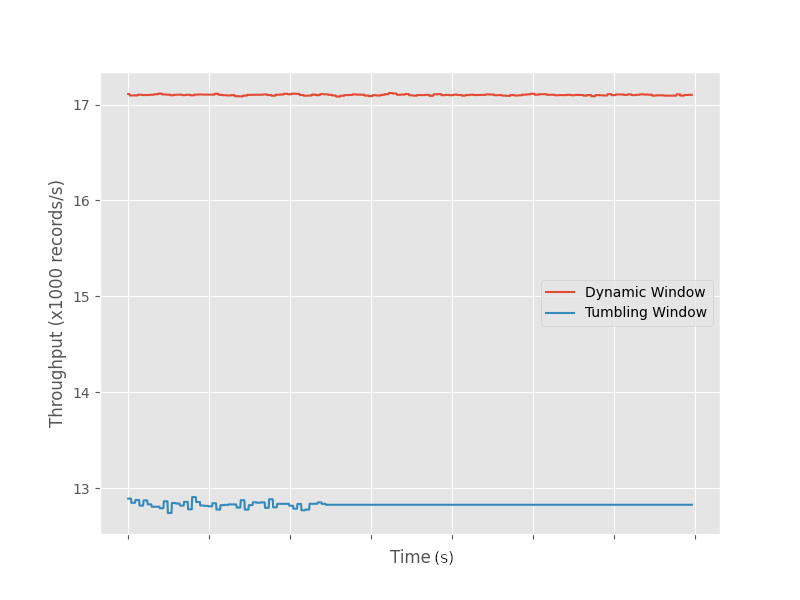 17
16
15
14
13
Throughput (x1000 records/s)
Dynamic Window
Tumbling Window
Time (s)